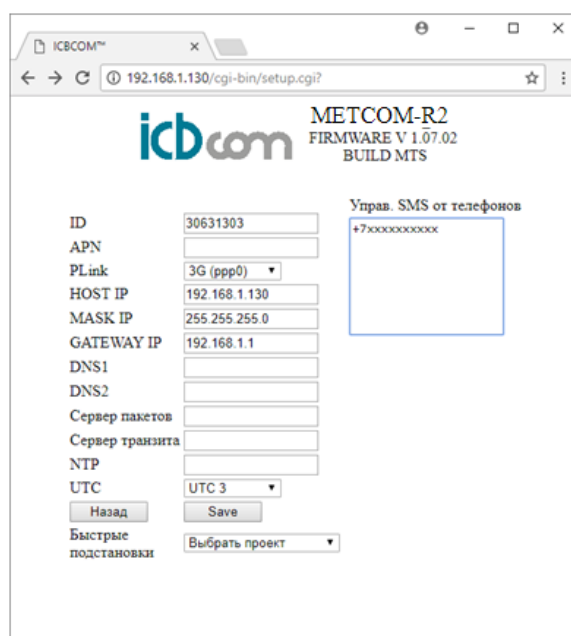 ICBCOM™
192.168.1.130/cgi-bin/setup.cgi?
icbcom
METCOM-R2
FIRMWARE V 1.07.02
BUILD MTS
Управ. SMS от телефонов
+7xxxxxxxxxx
ID 30631303
APN
PLink 3G (ppp0)
HOST IP 192.168.1.130
MASK IP 255.255.255.0
GATEWAY IP 192.168.1.1
DNS1
DNS2
Сервер пакетов
Сервер транзита
NTP
UTC UTC 3
Назад Save
Быстрые
подстановки Выбрать проект